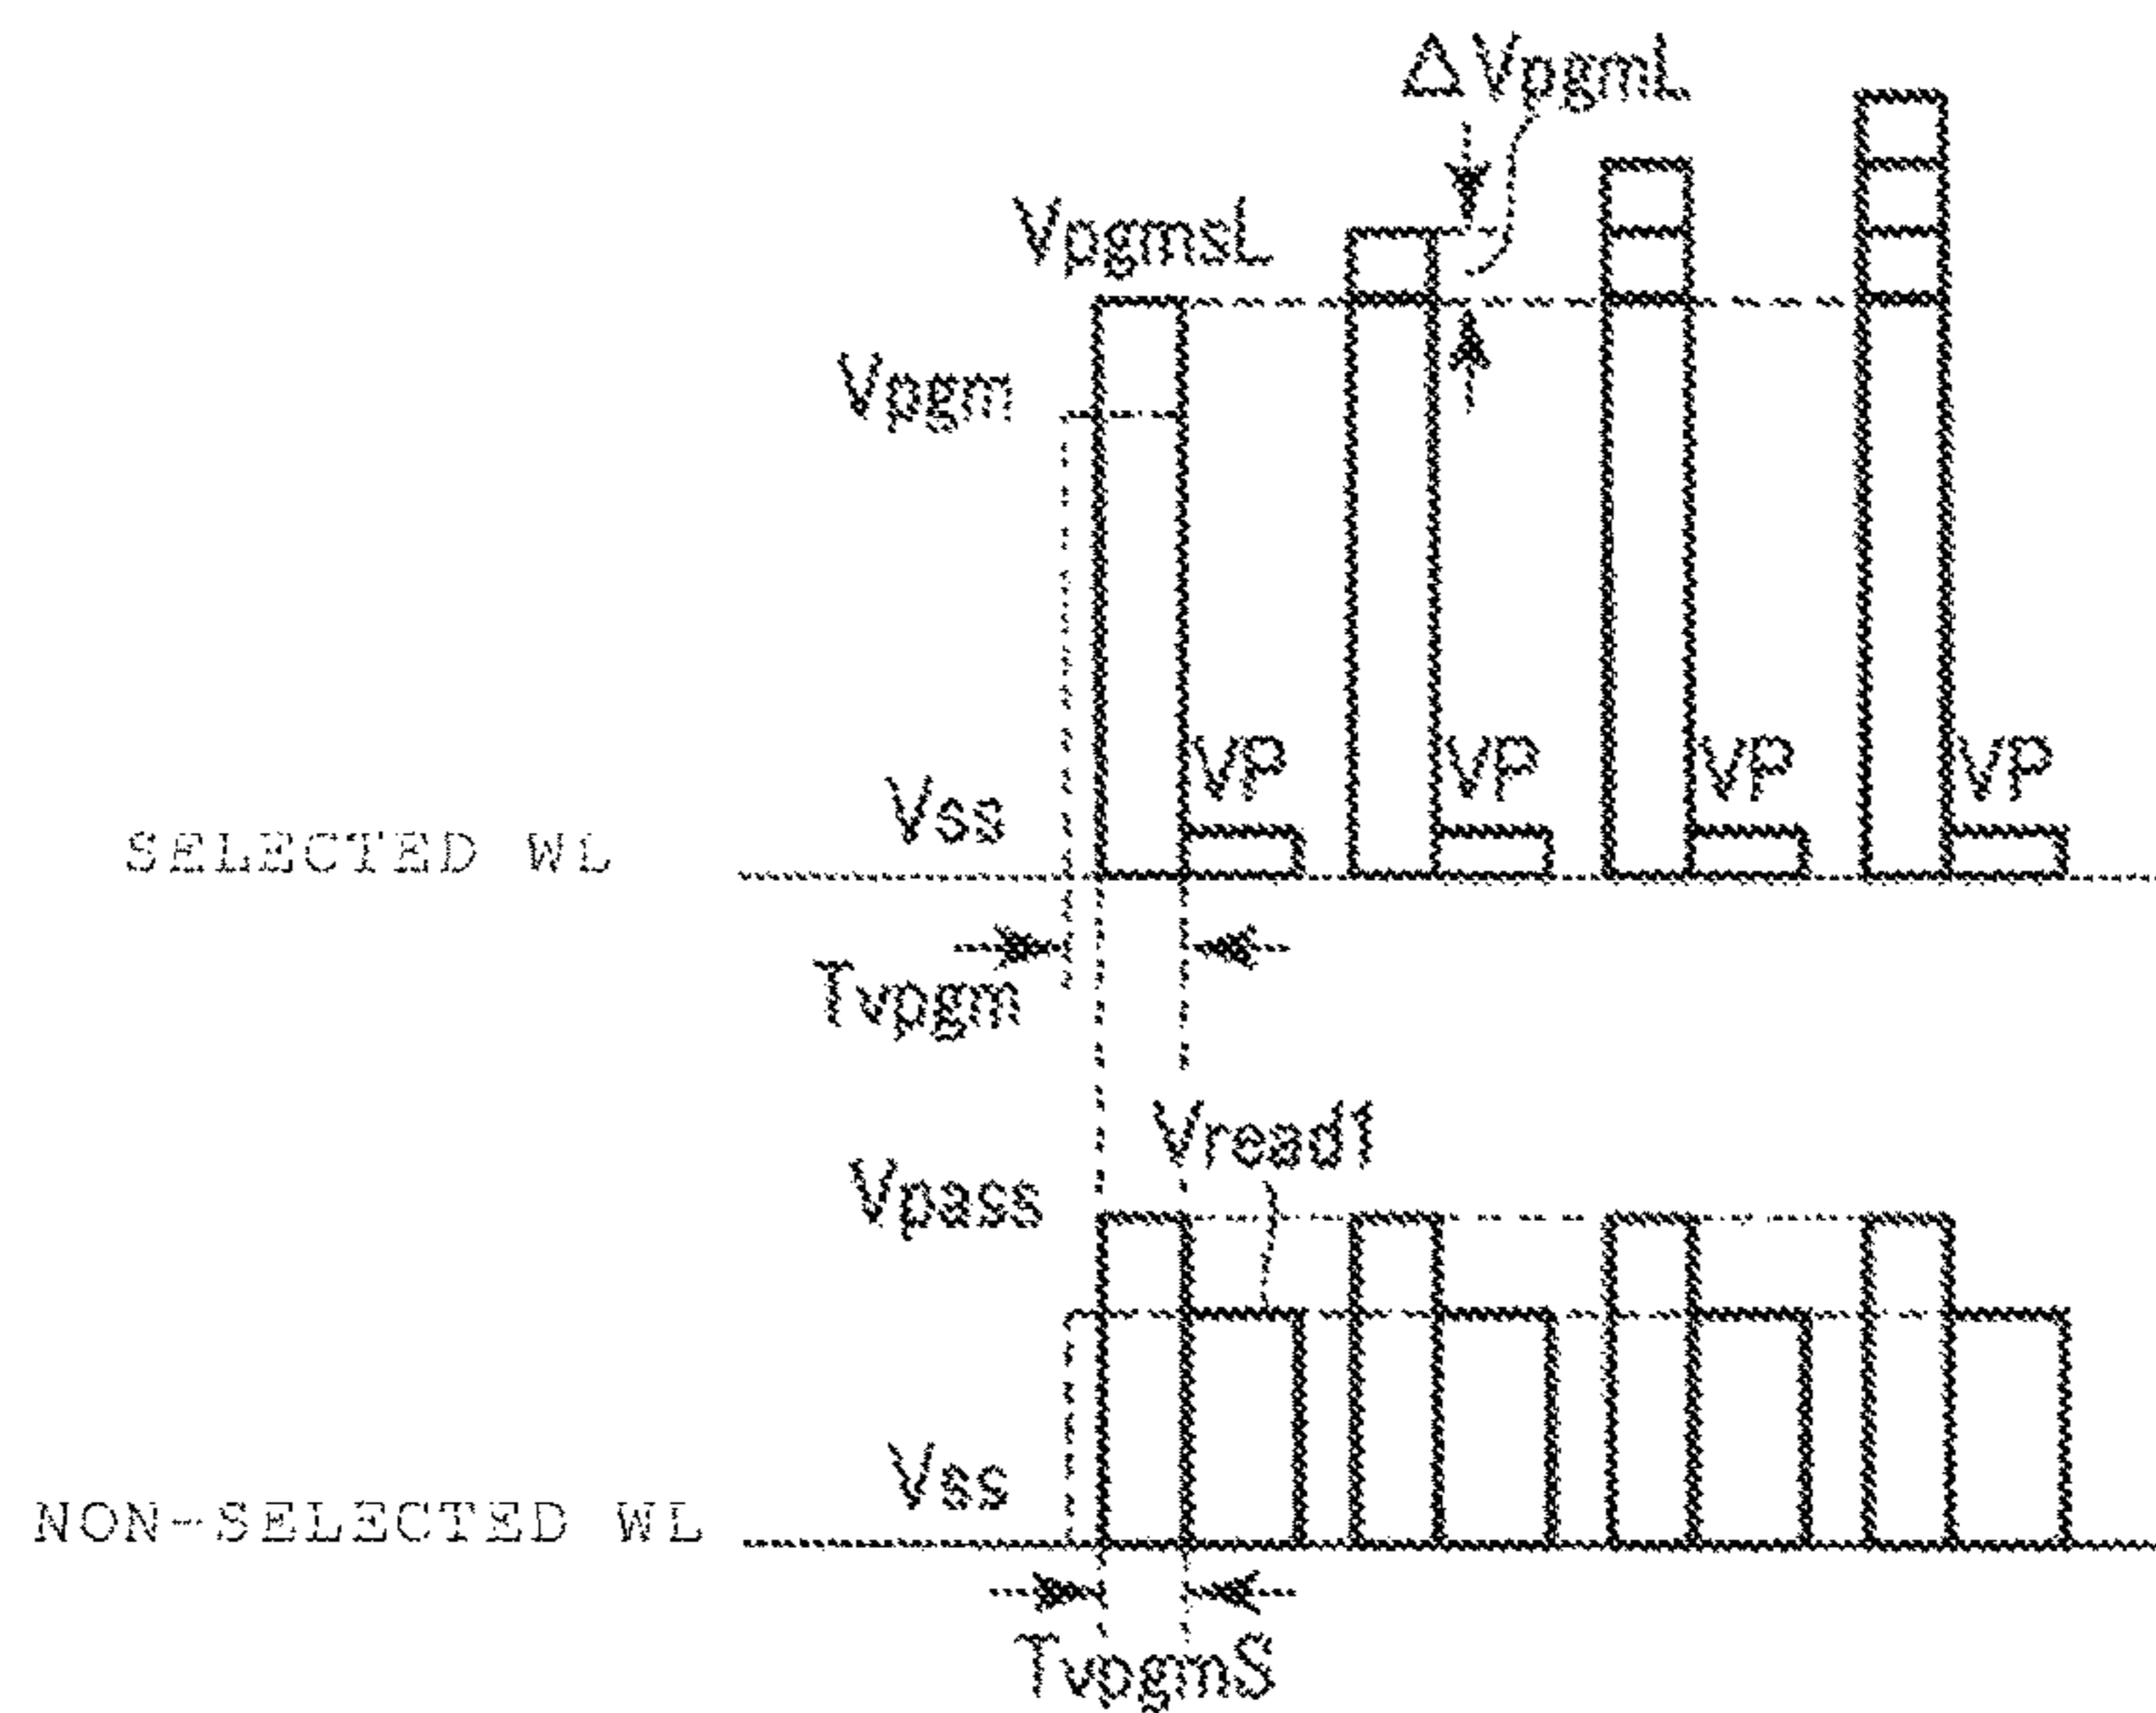 ΔVpgmL
VpgmsL
Vpgm
VP VP VP VP
Vss
SELECTED WL
Tvpgm
Vread1
Vpass
Vss
NON-SELECTED WL
TvpgmS